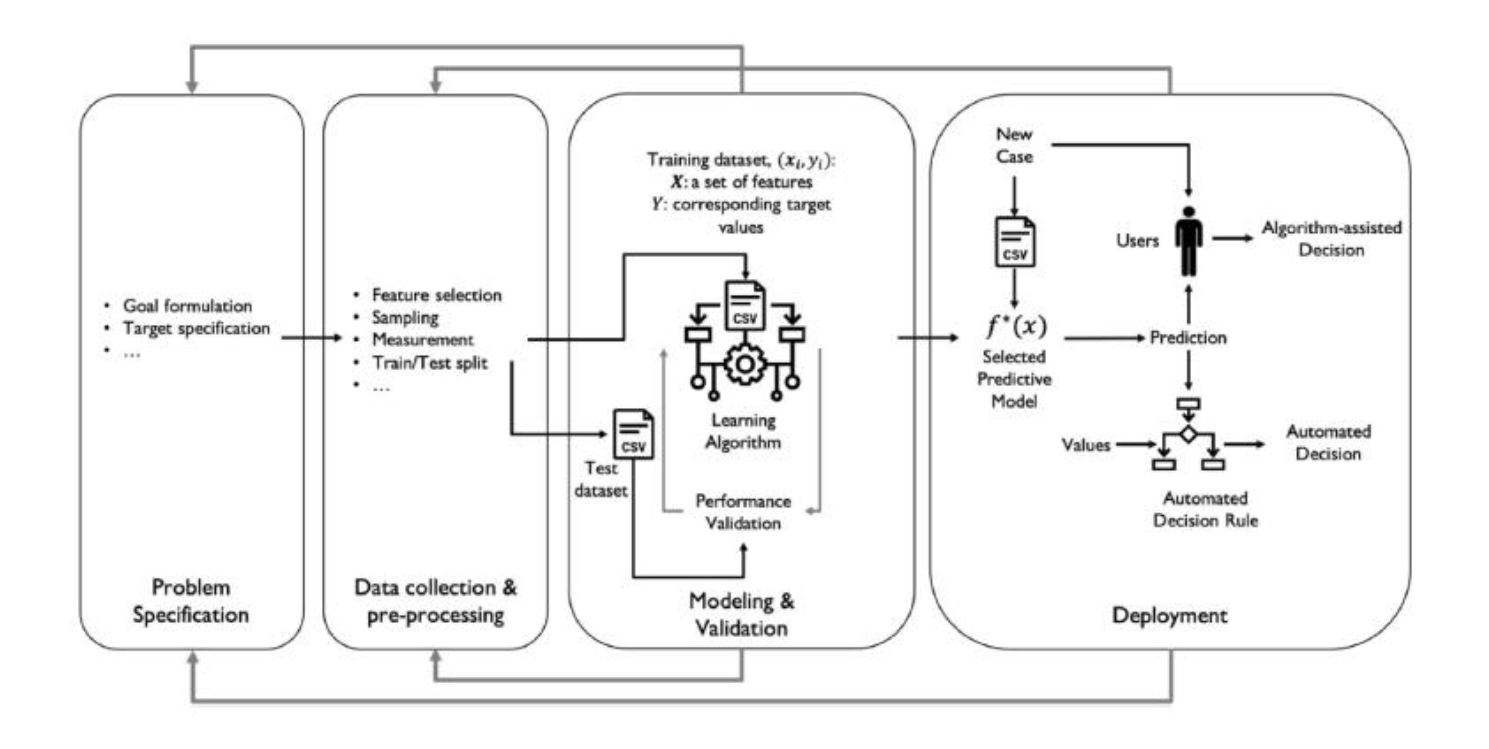 • Goal formulation
• Target specification
• ...
Problem
Specification
• Feature selection
• Sampling
• Measurement
• Train/Test split
• ...
Data collection &
pre-processing
Training dataset, (𝒙ᵢ, yᵢ):
X: a set of features
Y: corresponding target
values
CSV
Learning
Algorithm
CSV
Test
dataset
Performance
Validation
Modeling &
Validation
New
Case
CSV
f*(x)
Selected
Predictive
Model
Users
Algorithm-assisted
Decision
Prediction
Values
Automated
Decision
Automated
Decision Rule
Deployment